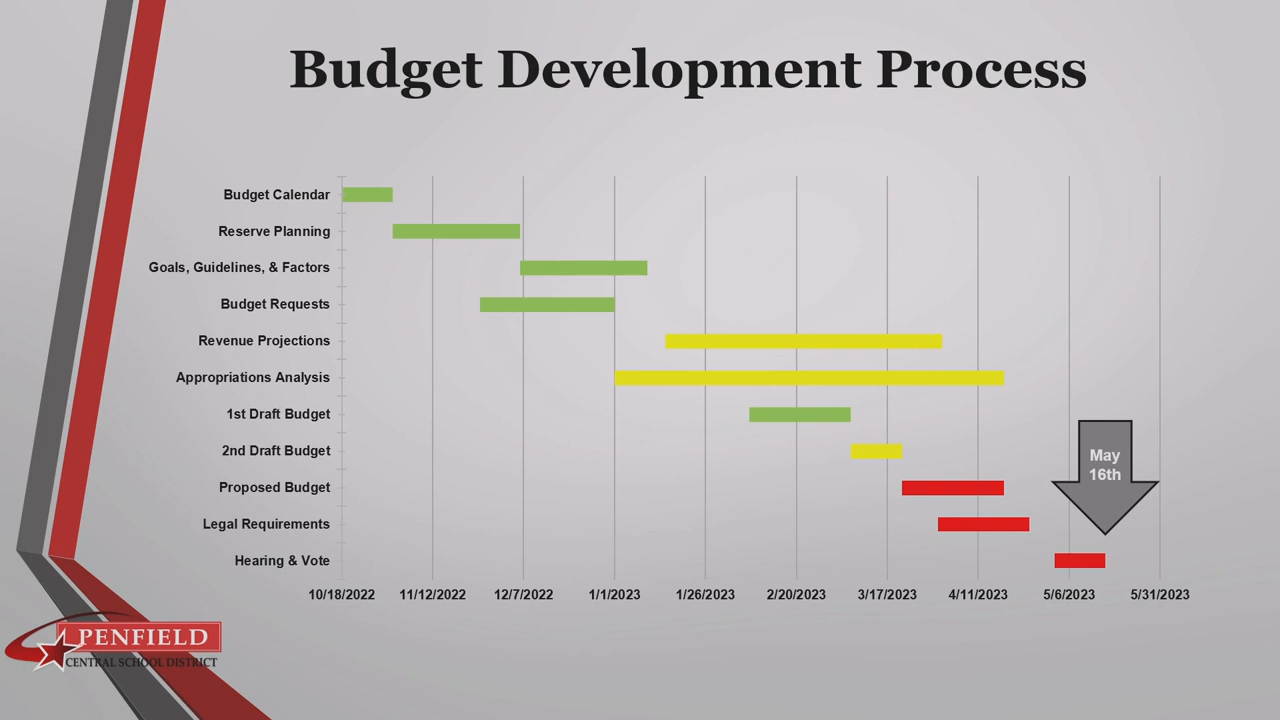 Budget Development Process
Budget Calendar
Reserve Planning
Goals, Guidelines, & Factors
Budget Requests
Revenue Projections
Appropriations Analysis
1st Draft Budget
2nd Draft Budget
Proposed Budget
Legal Requirements
Hearing & Vote
May
16th
10/18/2022 11/12/2022 12/7/2022 1/1/2023 1/26/2023 2/20/2023 3/17/2023 4/11/2023 5/6/2023 5/31/2023
PENFIELD
CENTRAL SCHOOL DISTRICT